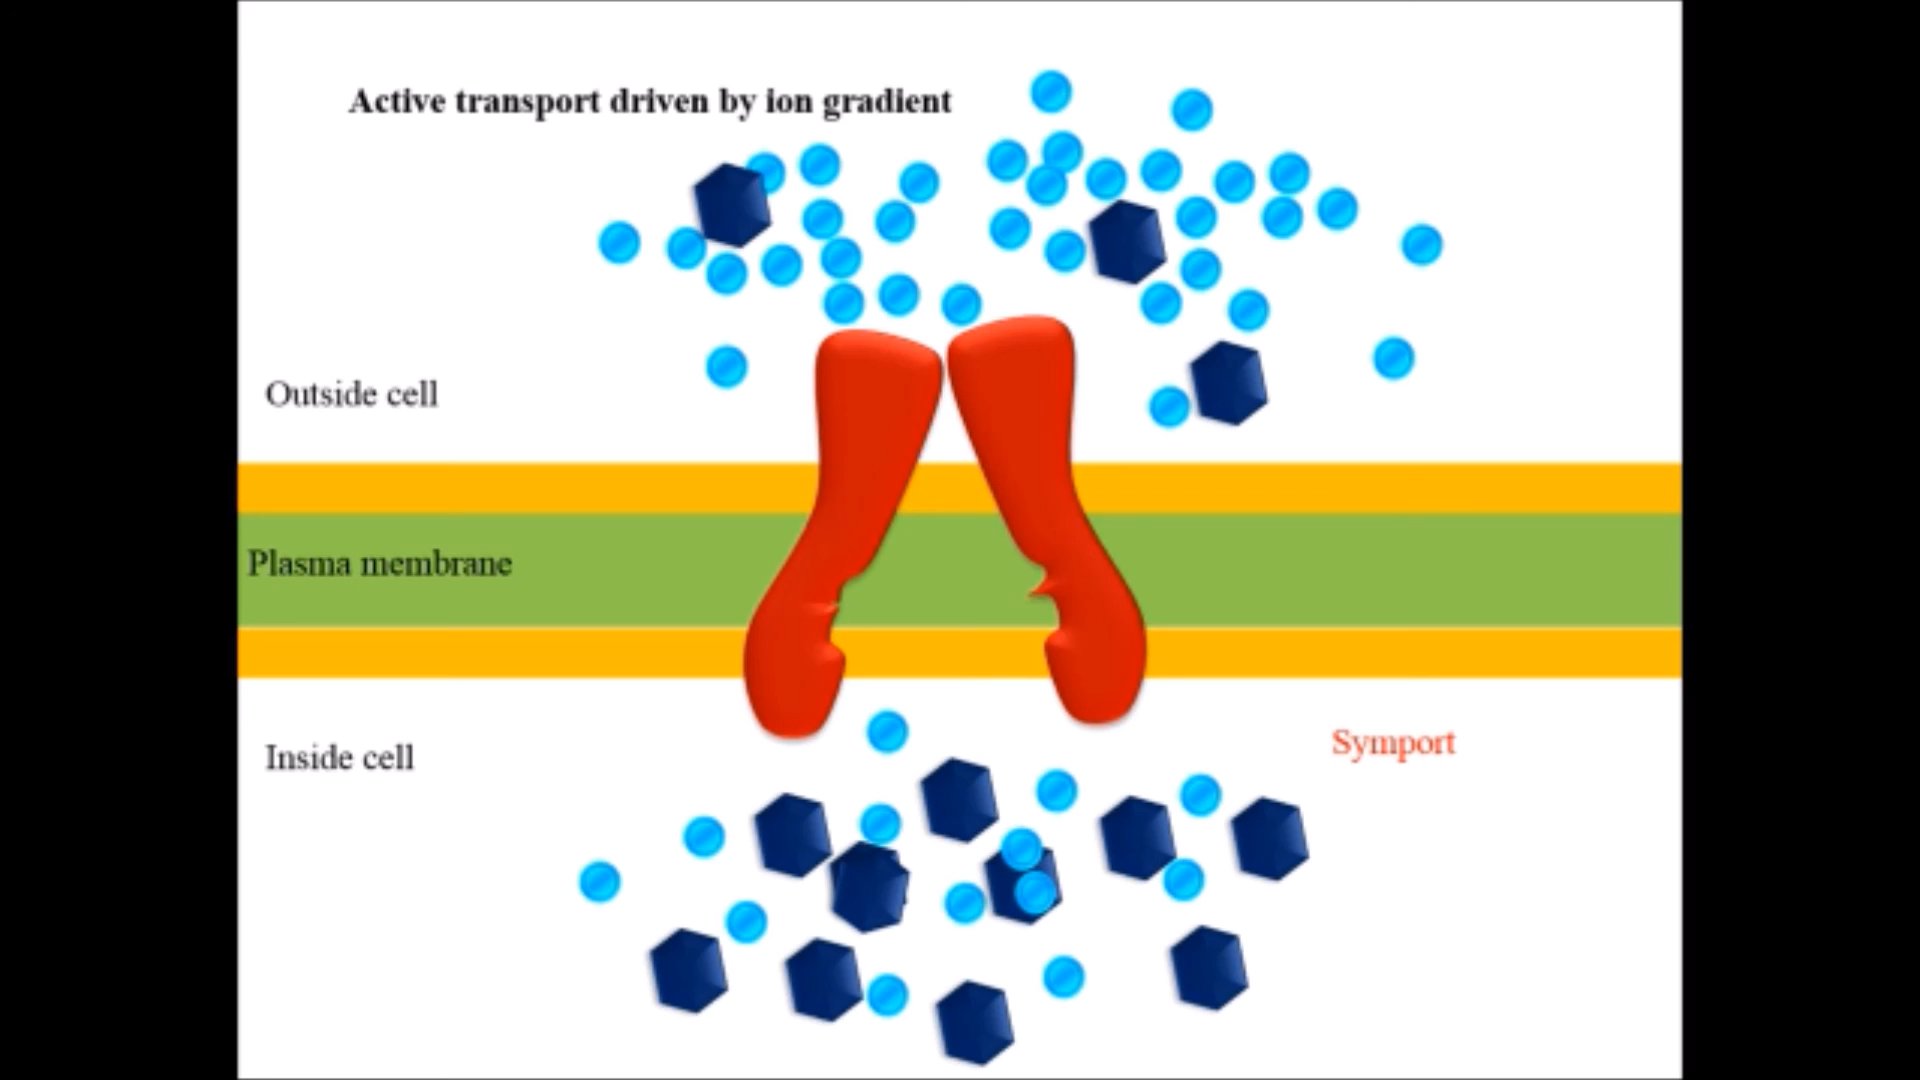 Active transport driven by ion gradient
Outside cell
Plasma membrane
Symport
Inside cell